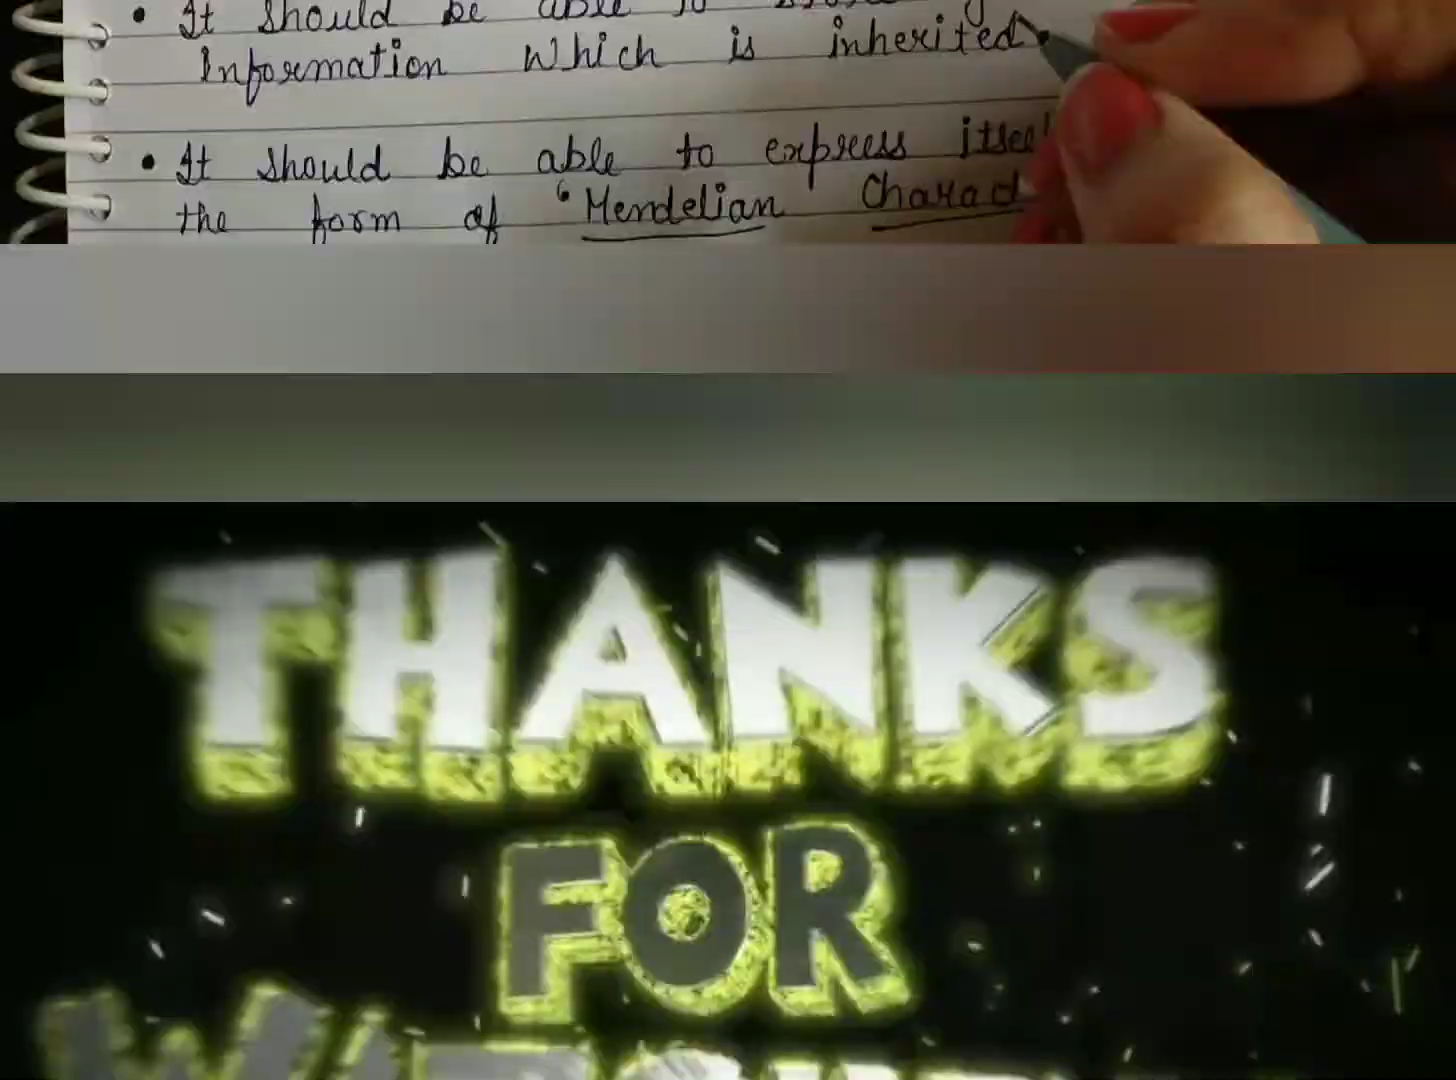 • It should be able to
Information which is inherited
• It should be able to express itsel
the form of "Mendelian Charac
THANKS
FOR